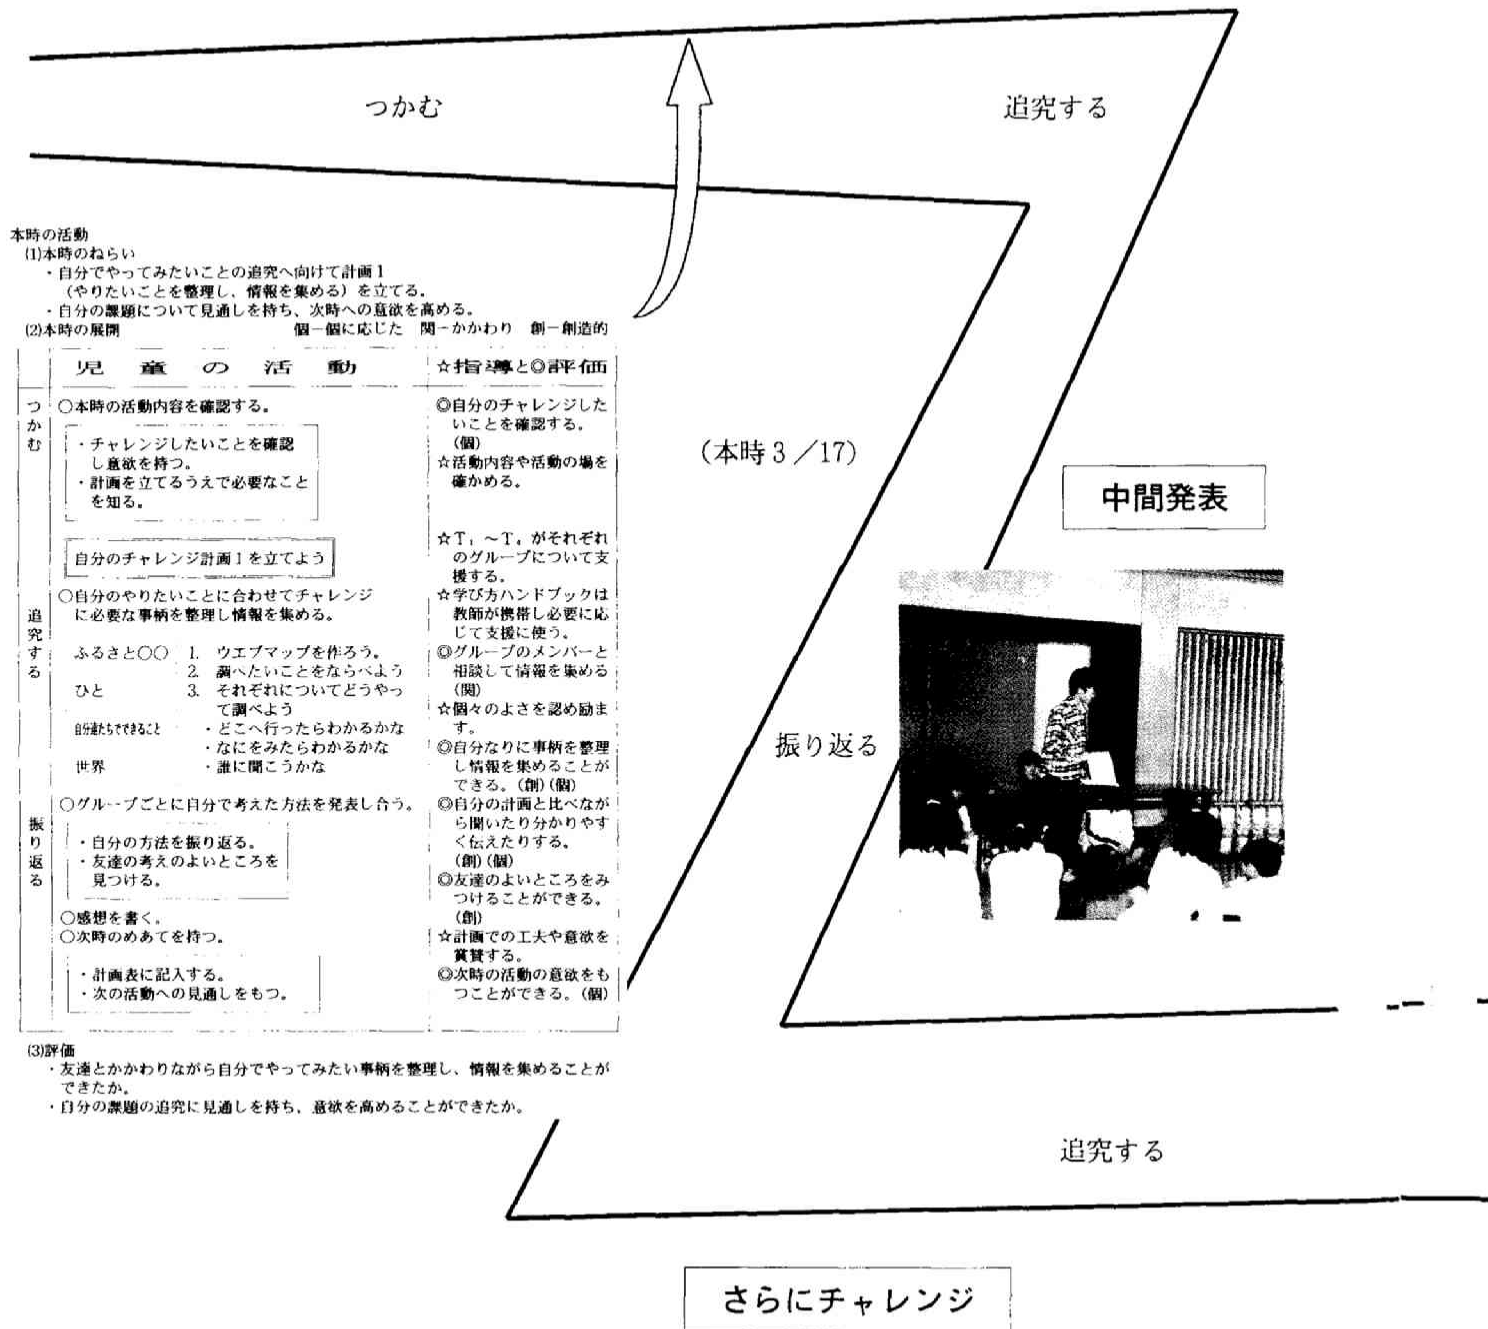 つかむ
追究する
本時の活動
(1)本時のねらい
・自分でやってみたいことの追究へ向けて計画Ⅰ
(やりたいことを整理し、情報を集める)を立てる。
・自分の課題について見通しを持ち、次時への意欲を高める。
(2)本時の展開 個－個に応じた 関－かかわり 創－創造的
児童の活動
☆指導と◎評価
つかむ
○本時の活動内容を確認する。
・チャレンジしたいことを確認
し意欲を持つ。
・計画を立てるうえで必要なこと
を知る。
自分のチャレンジ計画Ⅰを立てよう
追究する
○自分のやりたいことに合わせてチャレンジ
に必要な事柄を整理し情報を集める。
ふるさと○○ 1. ウエブマップを作ろう。
2. 調べたいことをならべよう
ひと 3. それぞれについてどうやっ
て調べよう
自分達たちでできること ・どこへ行ったらわかるかな
・なにをみたらわかるかな
世界 ・誰に聞こうかな
振り返る
○グループごとに自分で考えた方法を発表し合う。
・自分の方法を振り返る。
・友達の考えのよいところを
見つける。
○感想を書く。
○次時のめあてを持つ。
・計画表に記入する。
・次の活動への見通しをもつ。
◎自分のチャレンジした
いことを確認する。
(個)
☆活動内容や活動の場を
確かめる。
☆T₁～ がそれぞれ
のグループについて支
援する。
☆学び方ハンドブックは
教師が携帯し必要に応
じて支援に使う。
◎グループのメンバーと
相談して情報を集める
(関)
☆個々のよさを認め励ま
す。
◎自分なりに事柄を整理
し情報を集めることが
できる。(創)(個)
◎自分の計画と比べなが
ら聞いたり分かりやす
く伝えたりする。
(創)(個)
◎友達のよいところをみ
つけることができる。
(創)
☆計画での工夫や意欲を
賞賛する。
◎次時の活動の意欲をも
つことができる。(個)
(3)評価
・友達とかかわりながら自分でやってみたい事柄を整理し、情報を集めることが
できたか。
・自分の課題の追究に見通しを持ち、意欲を高めることができたか。
(本時3/17)
中間発表
振り返る
追究する
さらにチャレンジ